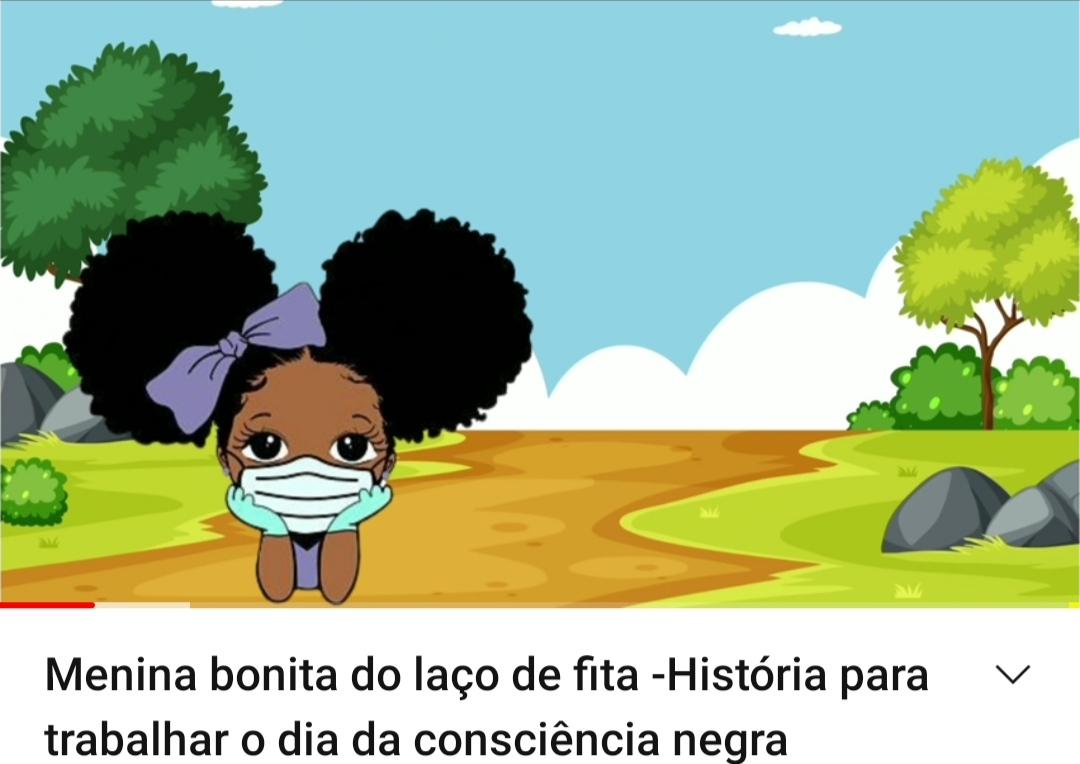 Menina bonita do laço de fita -História para
trabalhar o dia da consciência negra